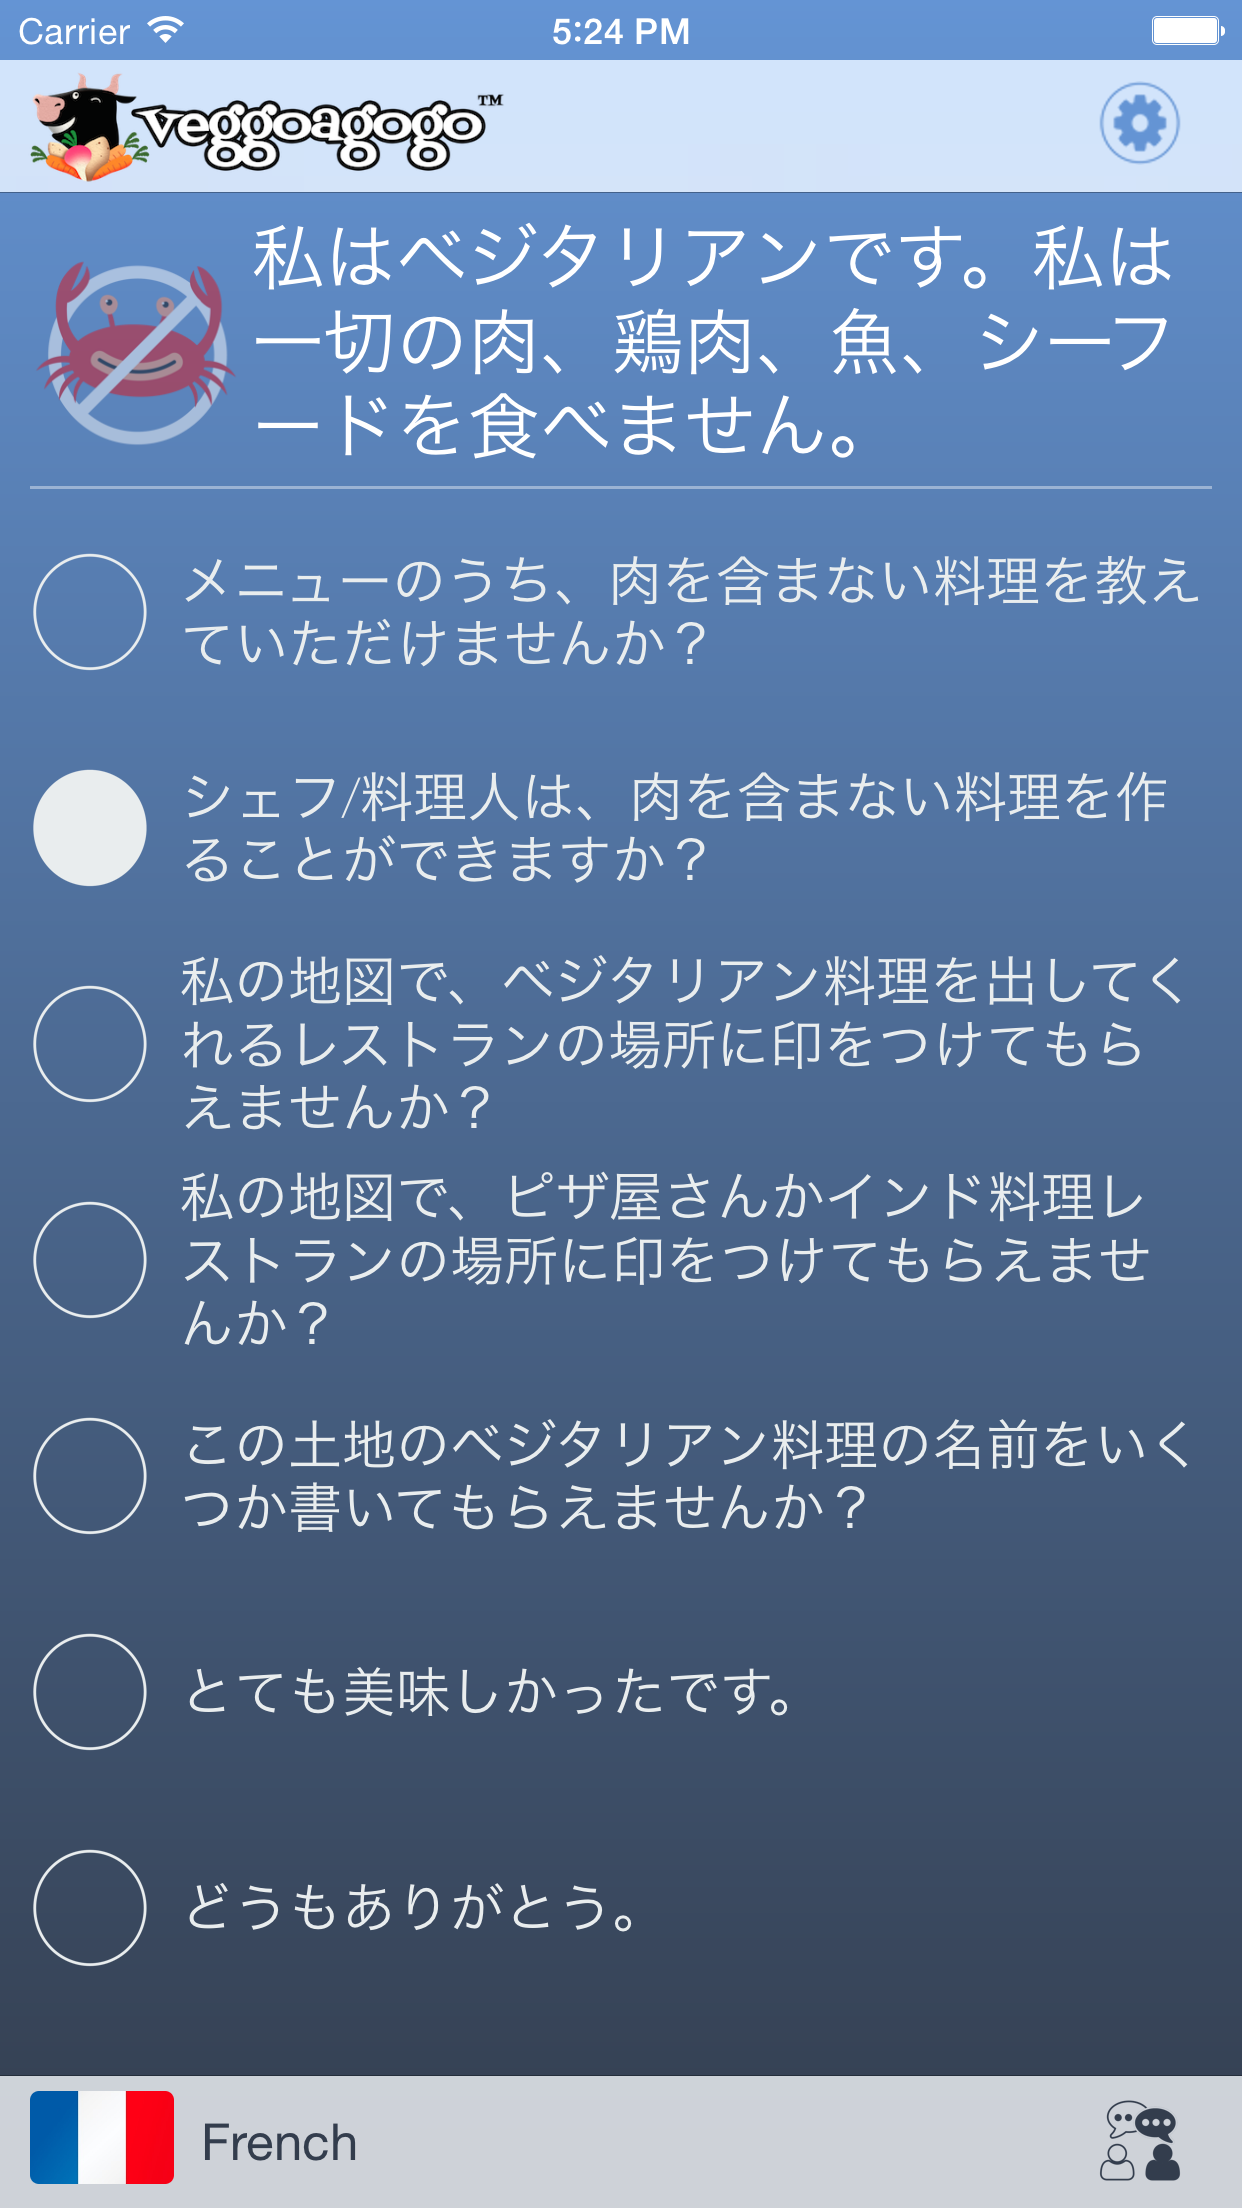 Carrier
5:24 PM
veggoagogo™
私はベジタリアンです。私は
一切の肉、鶏肉、魚、シーフ
ードを食べません。
メニューのうち、肉を含まない料理を教え
ていただけませんか？
シェフ/料理人は、肉を含まない料理を作
ることができますか？
私の地図で、ベジタリアン料理を出してく
れるレストランの場所に印をつけてもら
えませんか？
私の地図で、ピザ屋さんかインド料理レ
ストランの場所に印をつけてもらえませ
んか？
この土地のベジタリアン料理の名前をいく
つか書いてもらえませんか？
とても美味しかったです。
どうもありがとう。
French